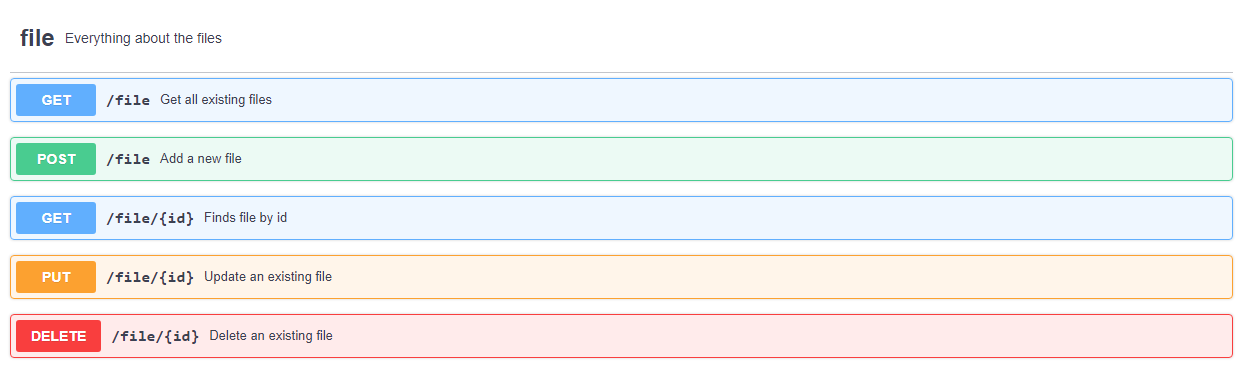 file Everything about the files
GET /file Get all existing files
POST /file Add a new file
GET /file/{id} Finds file by id
PUT /file/{id} Update an existing file
DELETE /file/{id} Delete an existing file